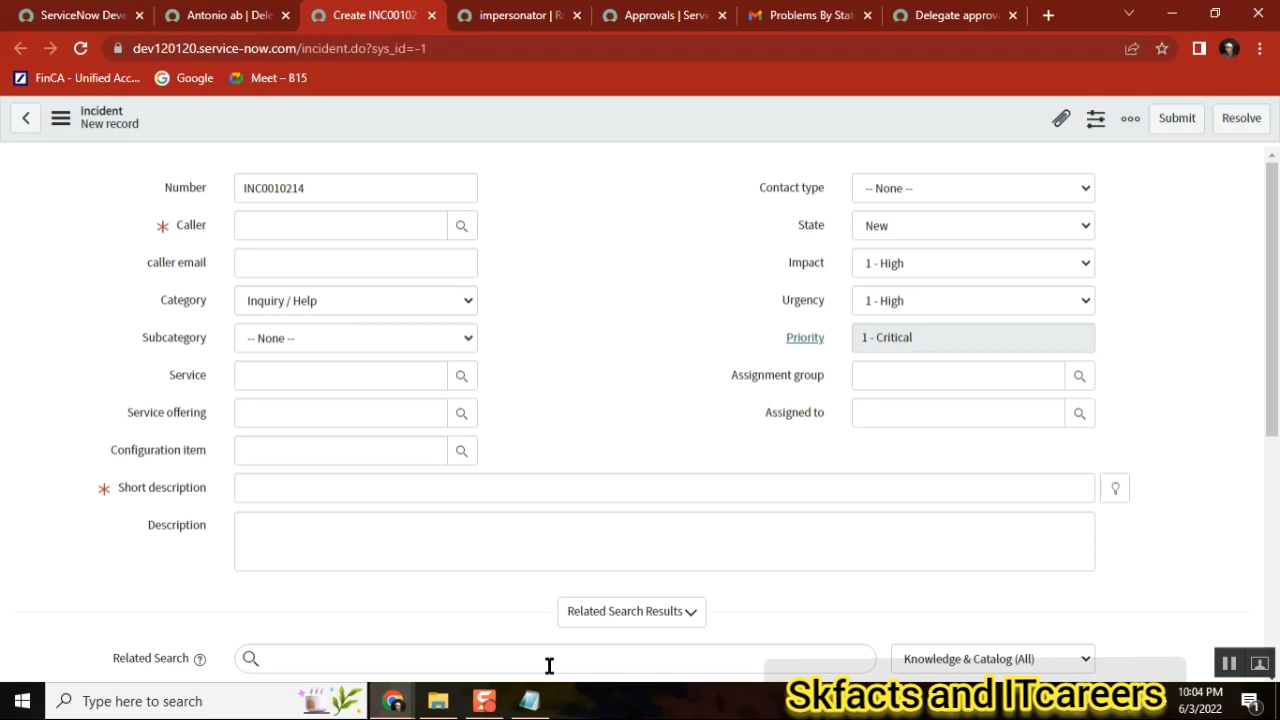 ServiceNow Deve
Antonio ab | Dele
Create INC00102
impersonator | R
Approvals | Servi
Problems By Stat
Delegate approva
dev120120.service-now.com/incident.do?sys_id=-1
FinCA - Unified Acc...
Google
Meet – B15
Incident
New record
Submit
Resolve
Number
INC0010214
Contact type
-- None --
Caller
State
New
caller email
Impact
1 - High
Category
Inquiry / Help
Urgency
1 - High
Subcategory
-- None --
Priority
1 - Critical
Service
Assignment group
Service offering
Assigned to
Configuration item
Short description
Description
Related Search Results
Related Search
Knowledge & Catalog (All)
Type here to search
Skfacts and ITcareers
10:04 PM
6/3/2022
1